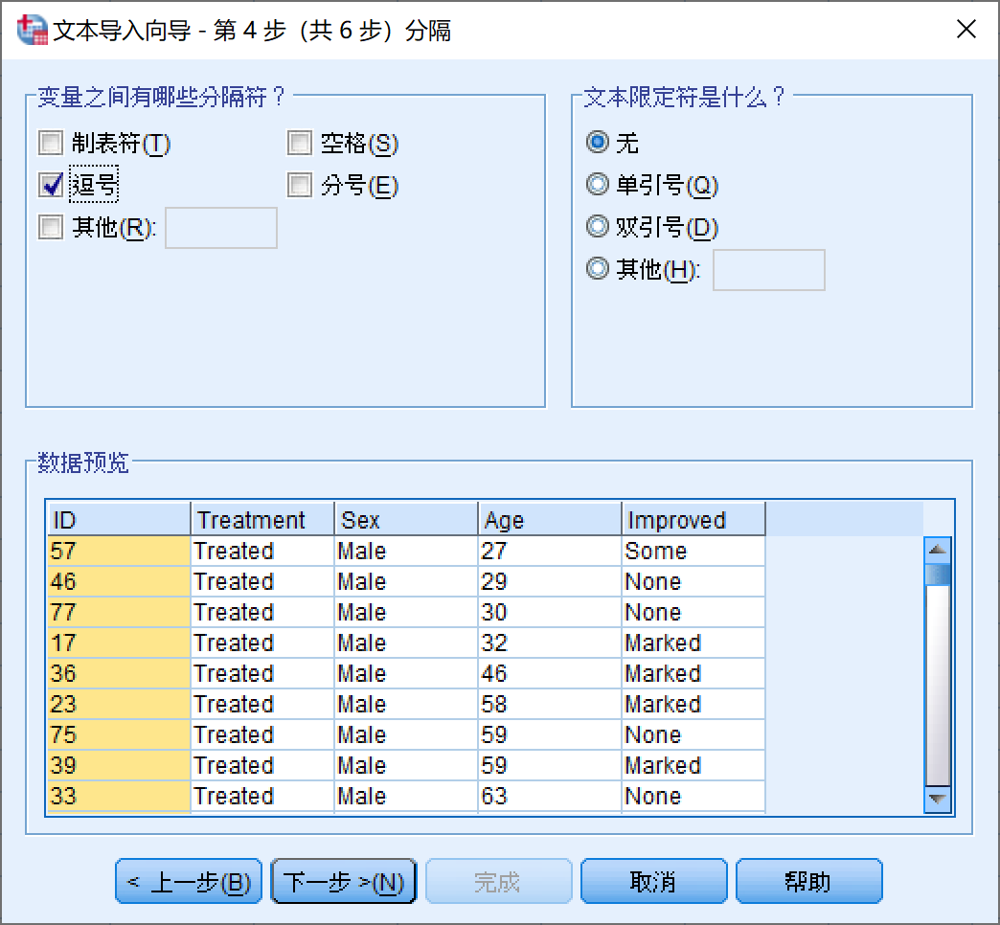 文本导入向导 - 第 4 步（共 6 步）分隔
变量之间有哪些分隔符？
制表符(T)
空格(S)
逗号
分号(E)
其他(R):
文本限定符是什么？
无
单引号(Q)
双引号(D)
其他(H):
数据预览
ID Treatment Sex Age Improved
57 Treated Male 27 Some
46 Treated Male 29 None
77 Treated Male 30 None
17 Treated Male 32 Marked
36 Treated Male 46 Marked
23 Treated Male 58 Marked
75 Treated Male 59 None
39 Treated Male 59 Marked
33 Treated Male 63 None
< 上一步(B) 下一步 >(N) 完成 取消 帮助